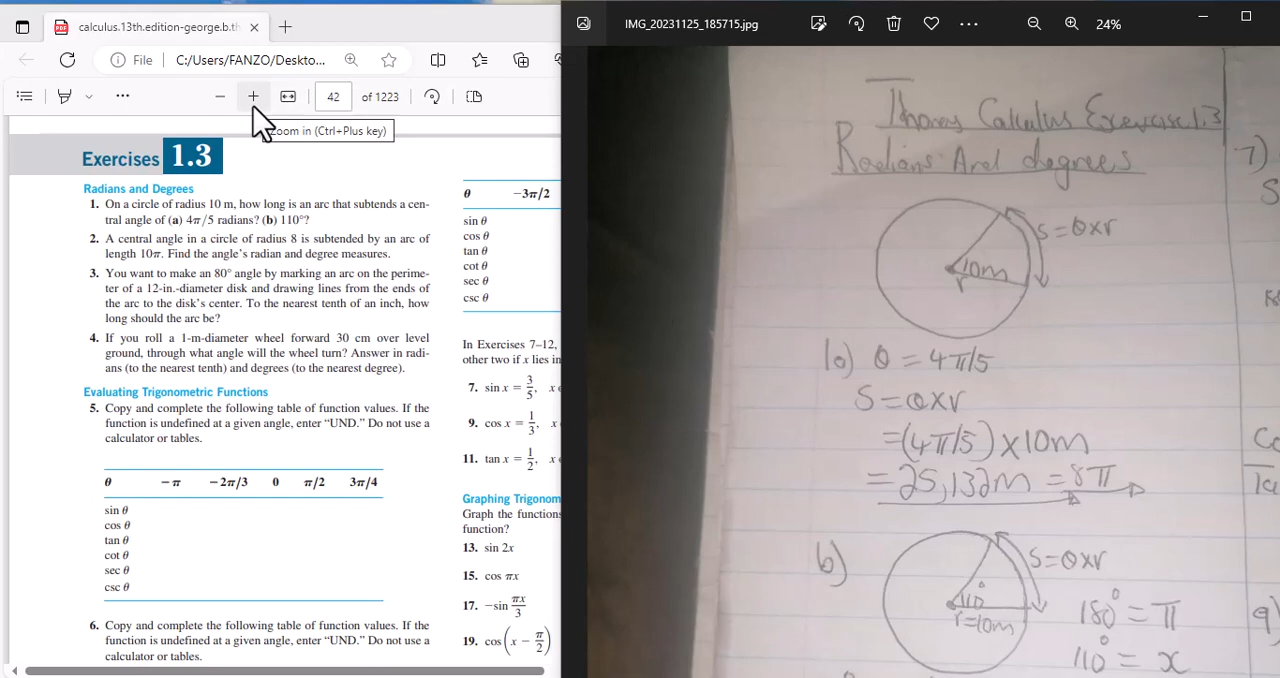 calculus.13th.edition-george.b.th
File
C:/Users/FANZO/Deskto...
42 of 1223
Zoom in (Ctrl+Plus key)
Exercises 1.3
Radians and Degrees
1. On a circle of radius 10 m, how long is an arc that subtends a cen-
tral angle of (a) 4π/5 radians? (b) 110°?
2. A central angle in a circle of radius 8 is subtended by an arc of
length 10π. Find the angle's radian and degree measures.
3. You want to make an 80° angle by marking an arc on the perime-
ter of a 12-in.-diameter disk and drawing lines from the ends of
the arc to the disk's center. To the nearest tenth of an inch, how
long should the arc be?
4. If you roll a 1-m-diameter wheel forward 30 cm over level
ground, through what angle will the wheel turn? Answer in radi-
ans (to the nearest tenth) and degrees (to the nearest degree).
Evaluating Trigonometric Functions
5. Copy and complete the following table of function values. If the
function is undefined at a given angle, enter "UND." Do not use a
calculator or tables.
θ −π −2π/3 0 π/2 3π/4
sin θ
cos θ
tan θ
cot θ
sec θ
csc θ
6. Copy and complete the following table of function values. If the
function is undefined at a given angle, enter "UND." Do not use a
calculator or tables.
θ −3π/2
sin θ
cos θ
tan θ
cot θ
sec θ
csc θ
In Exercises 7–12,
other two if x lies in
7. sin x = 3/5, x
9. cos x = 1/3, x
11. tan x = 1/2, x
Graphing Trigonom
Graph the functions
function?
13. sin 2x
15. cos πx
17. −sin πx/3
19. cos(x − π/2)
IMG_20231125_185715.jpg
24%
Thomas Calculus Exercise 1.3
Radians And degrees
S=θxr
10m
r
1a) θ = 4π/5
S=θxr
=(4π/5)x10m
= 25,132m = 8π
b)
S=θxr
110°
r=10m
180° = π
110° = x
7)
S
9)